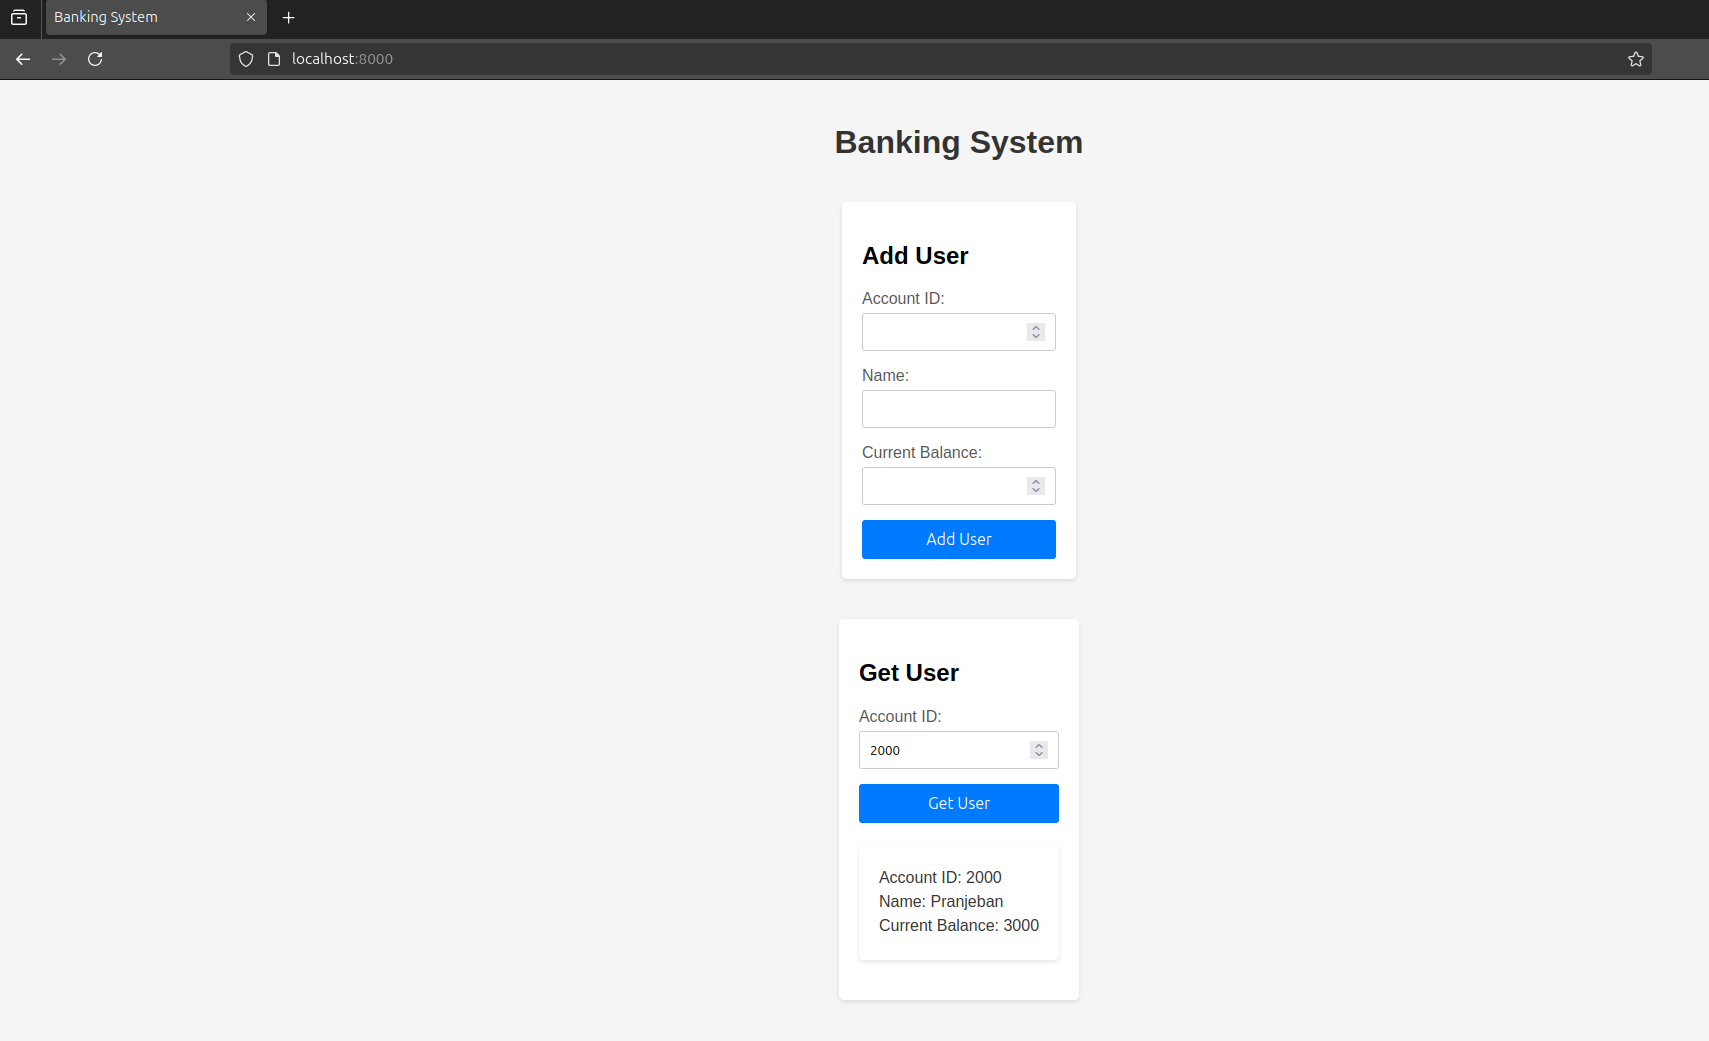 Banking System
localhost:8000
Banking System
Add User
Account ID:
Name:
Current Balance:
Add User
Get User
Account ID:
2000
Get User
Account ID: 2000
Name: Pranjeban
Current Balance: 3000